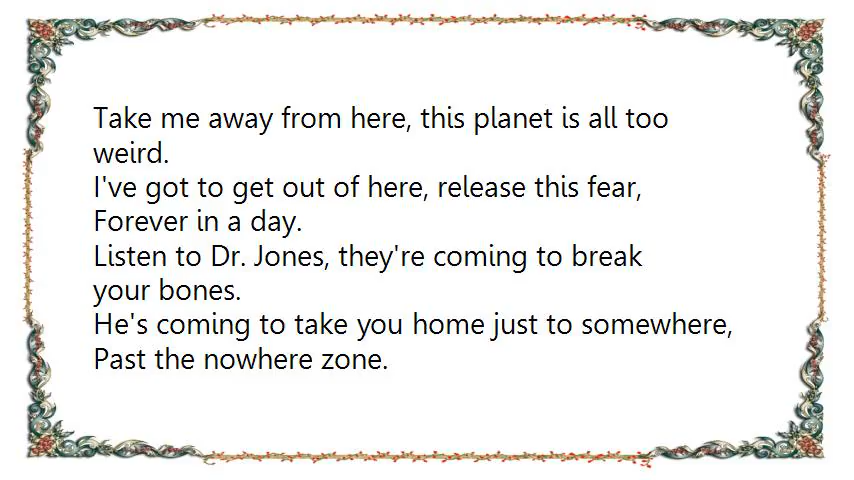 Take me away from here, this planet is all too
weird.
I've got to get out of here, release this fear,
Forever in a day.
Listen to Dr. Jones, they're coming to break
your bones.
He's coming to take you home just to somewhere,
Past the nowhere zone.